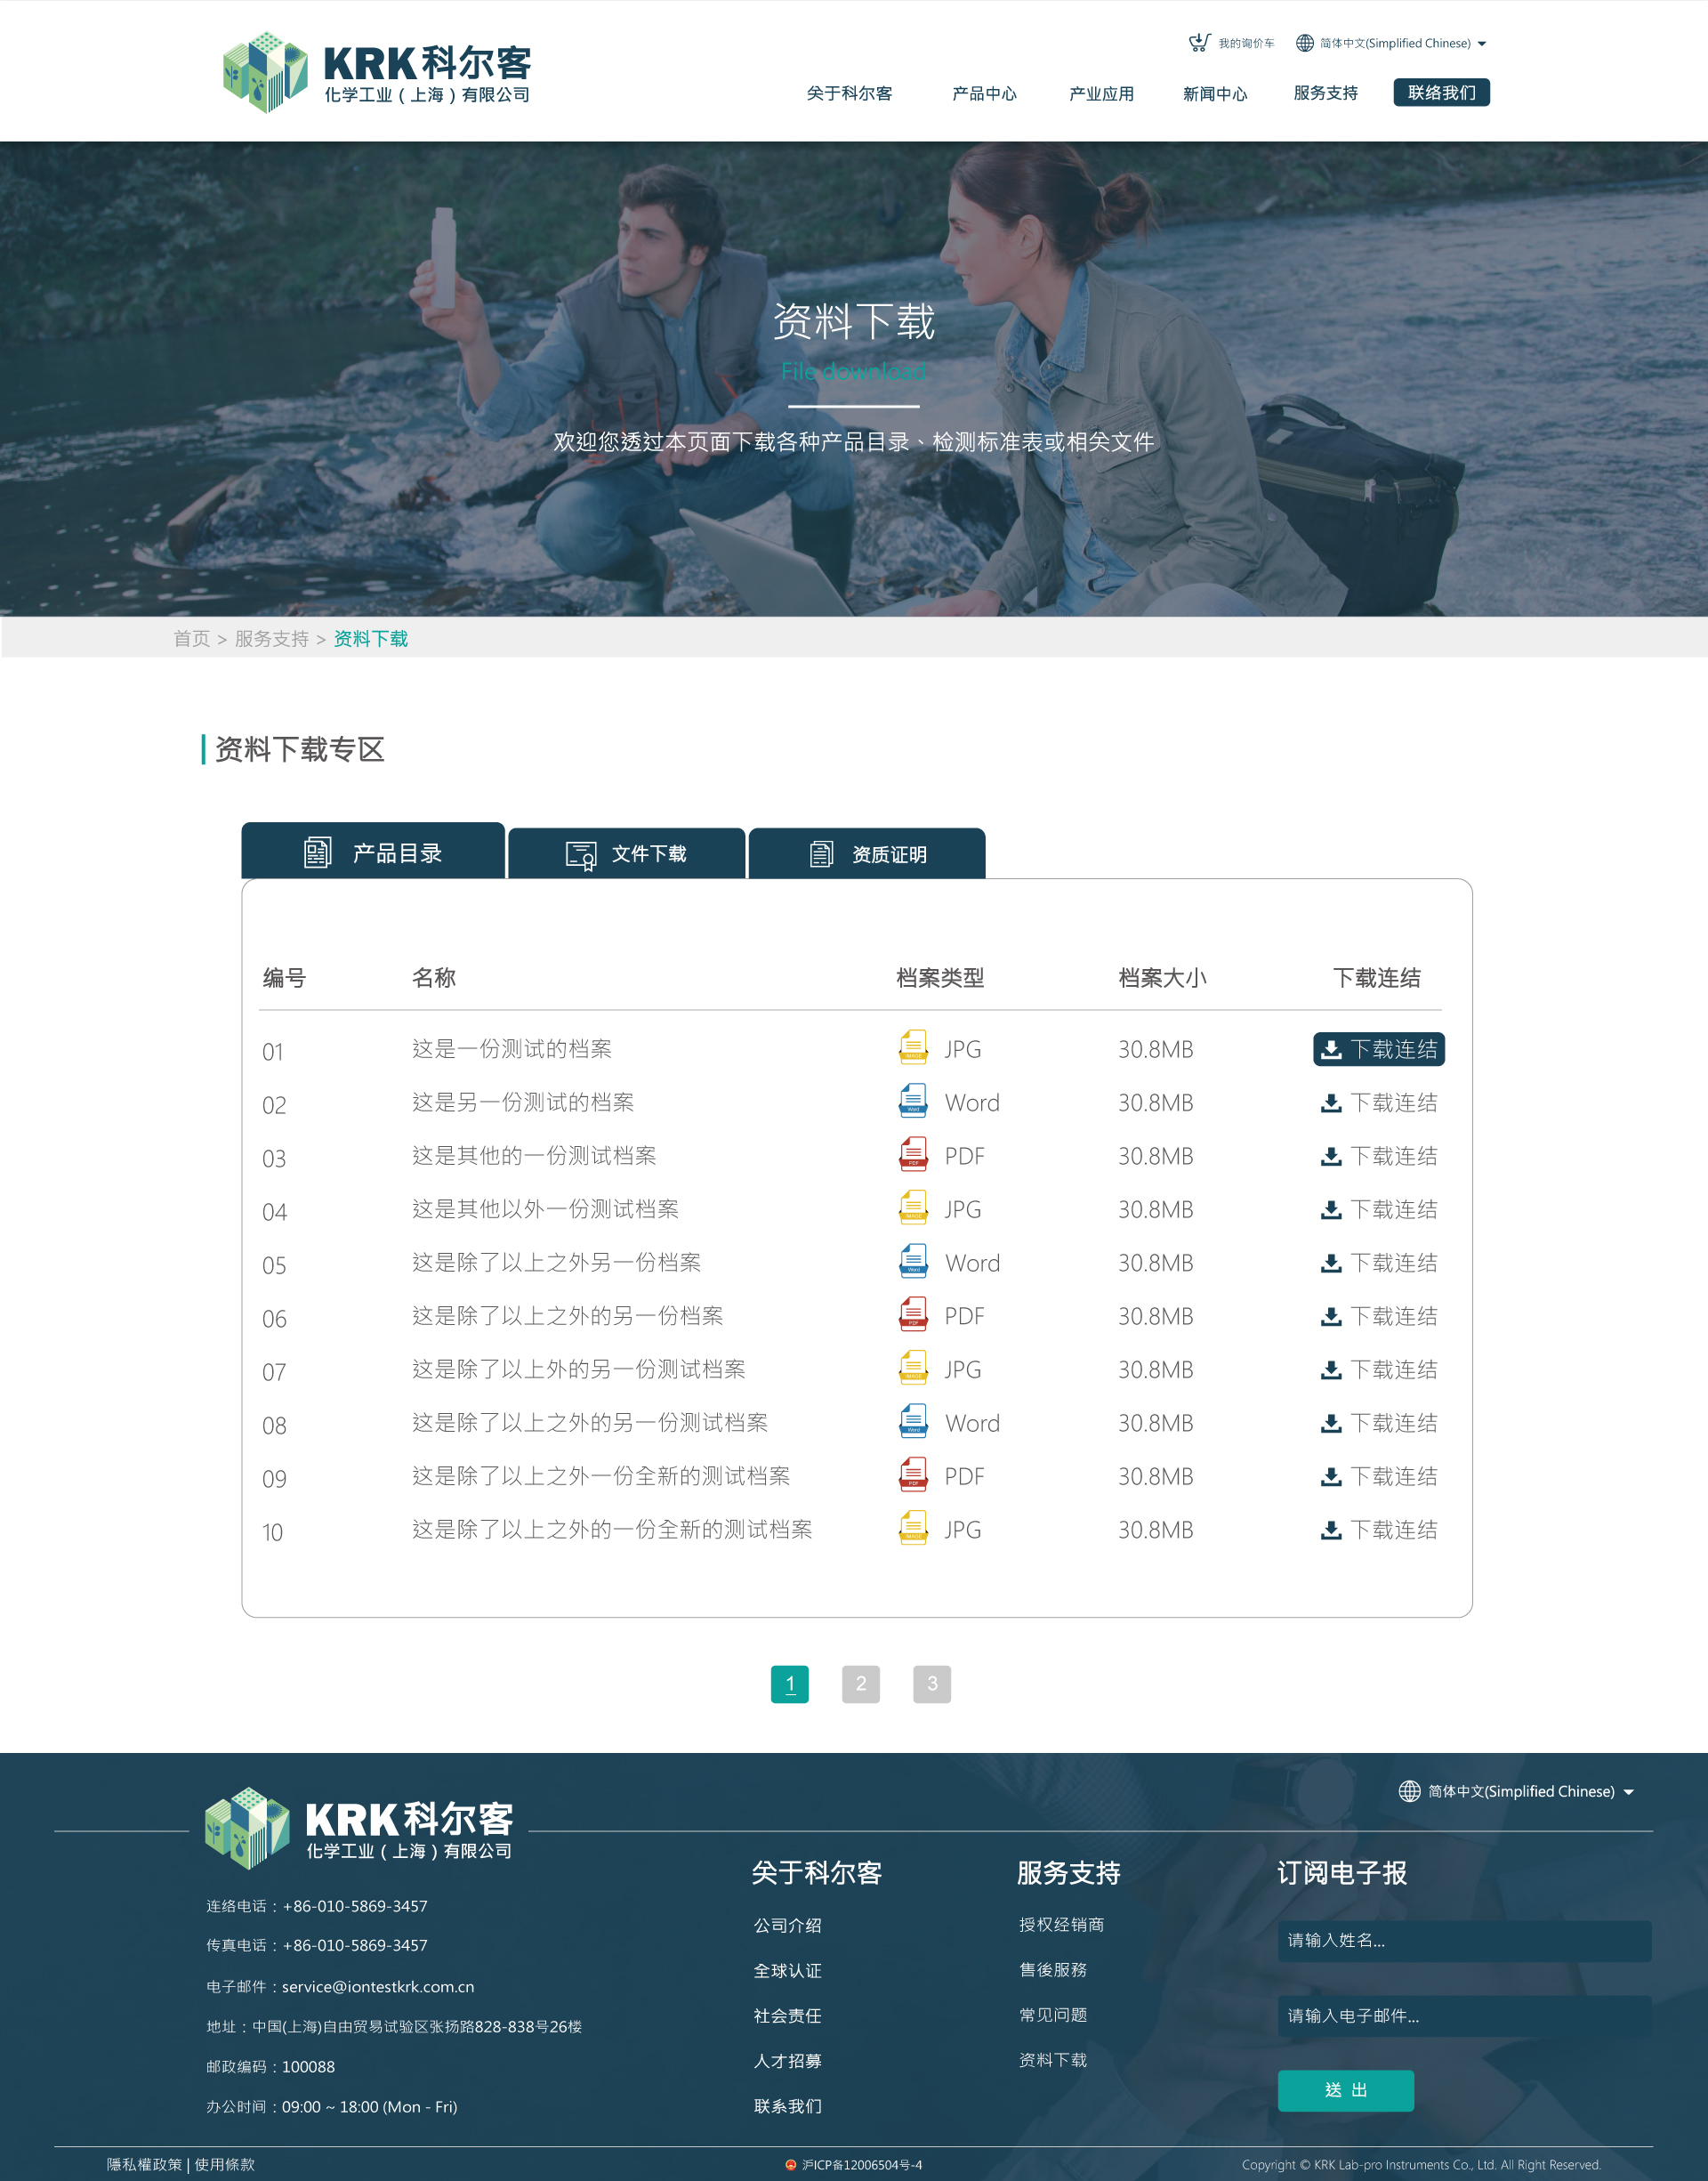 KRK科尔客
化学工业（上海）有限公司
我的询价车
简体中文(Simplified Chinese)
关于科尔客 产品中心 产业应用 新闻中心 服务支持 联络我们
资料下载
File download
欢迎您透过本页面下载各种产品目录、检测标准表或相关文件
首页 > 服务支持 > 资料下载
资料下载专区
产品目录 文件下载 资质证明
编号 名称 档案类型 档案大小 下载连结
01 这是一份测试的档案 IMAGE JPG 30.8MB 下载连结
02 这是另一份测试的档案 Word Word 30.8MB 下载连结
03 这是其他的一份测试档案 PDF PDF 30.8MB 下载连结
04 这是其他以外一份测试档案 IMAGE JPG 30.8MB 下载连结
05 这是除了以上之外另一份档案 Word Word 30.8MB 下载连结
06 这是除了以上之外的另一份档案 PDF PDF 30.8MB 下载连结
07 这是除了以上外的另一份测试档案 IMAGE JPG 30.8MB 下载连结
08 这是除了以上之外的另一份测试档案 Word Word 30.8MB 下载连结
09 这是除了以上之外一份全新的测试档案 PDF PDF 30.8MB 下载连结
10 这是除了以上之外的一份全新的测试档案 IMAGE JPG 30.8MB 下载连结
1 2 3
简体中文(Simplified Chinese)
KRK科尔客
化学工业（上海）有限公司
连络电话：+86-010-5869-3457
传真电话：+86-010-5869-3457
电子邮件：service@iontestkrk.com.cn
地址：中国(上海)自由贸易试验区张扬路828-838号26楼
邮政编码：100088
办公时间：09:00 ~ 18:00 (Mon - Fri)
关于科尔客
公司介绍
全球认证
社会责任
人才招募
联系我们
服务支持
授权经销商
售後服務
常见问题
资料下载
订阅电子报
请输入姓名...
请输入电子邮件...
送 出
隱私權政策 | 使用條款
沪ICP备12006504号-4
Copyright © KRK Lab-pro Instruments Co., Ltd. All Right Reserved.